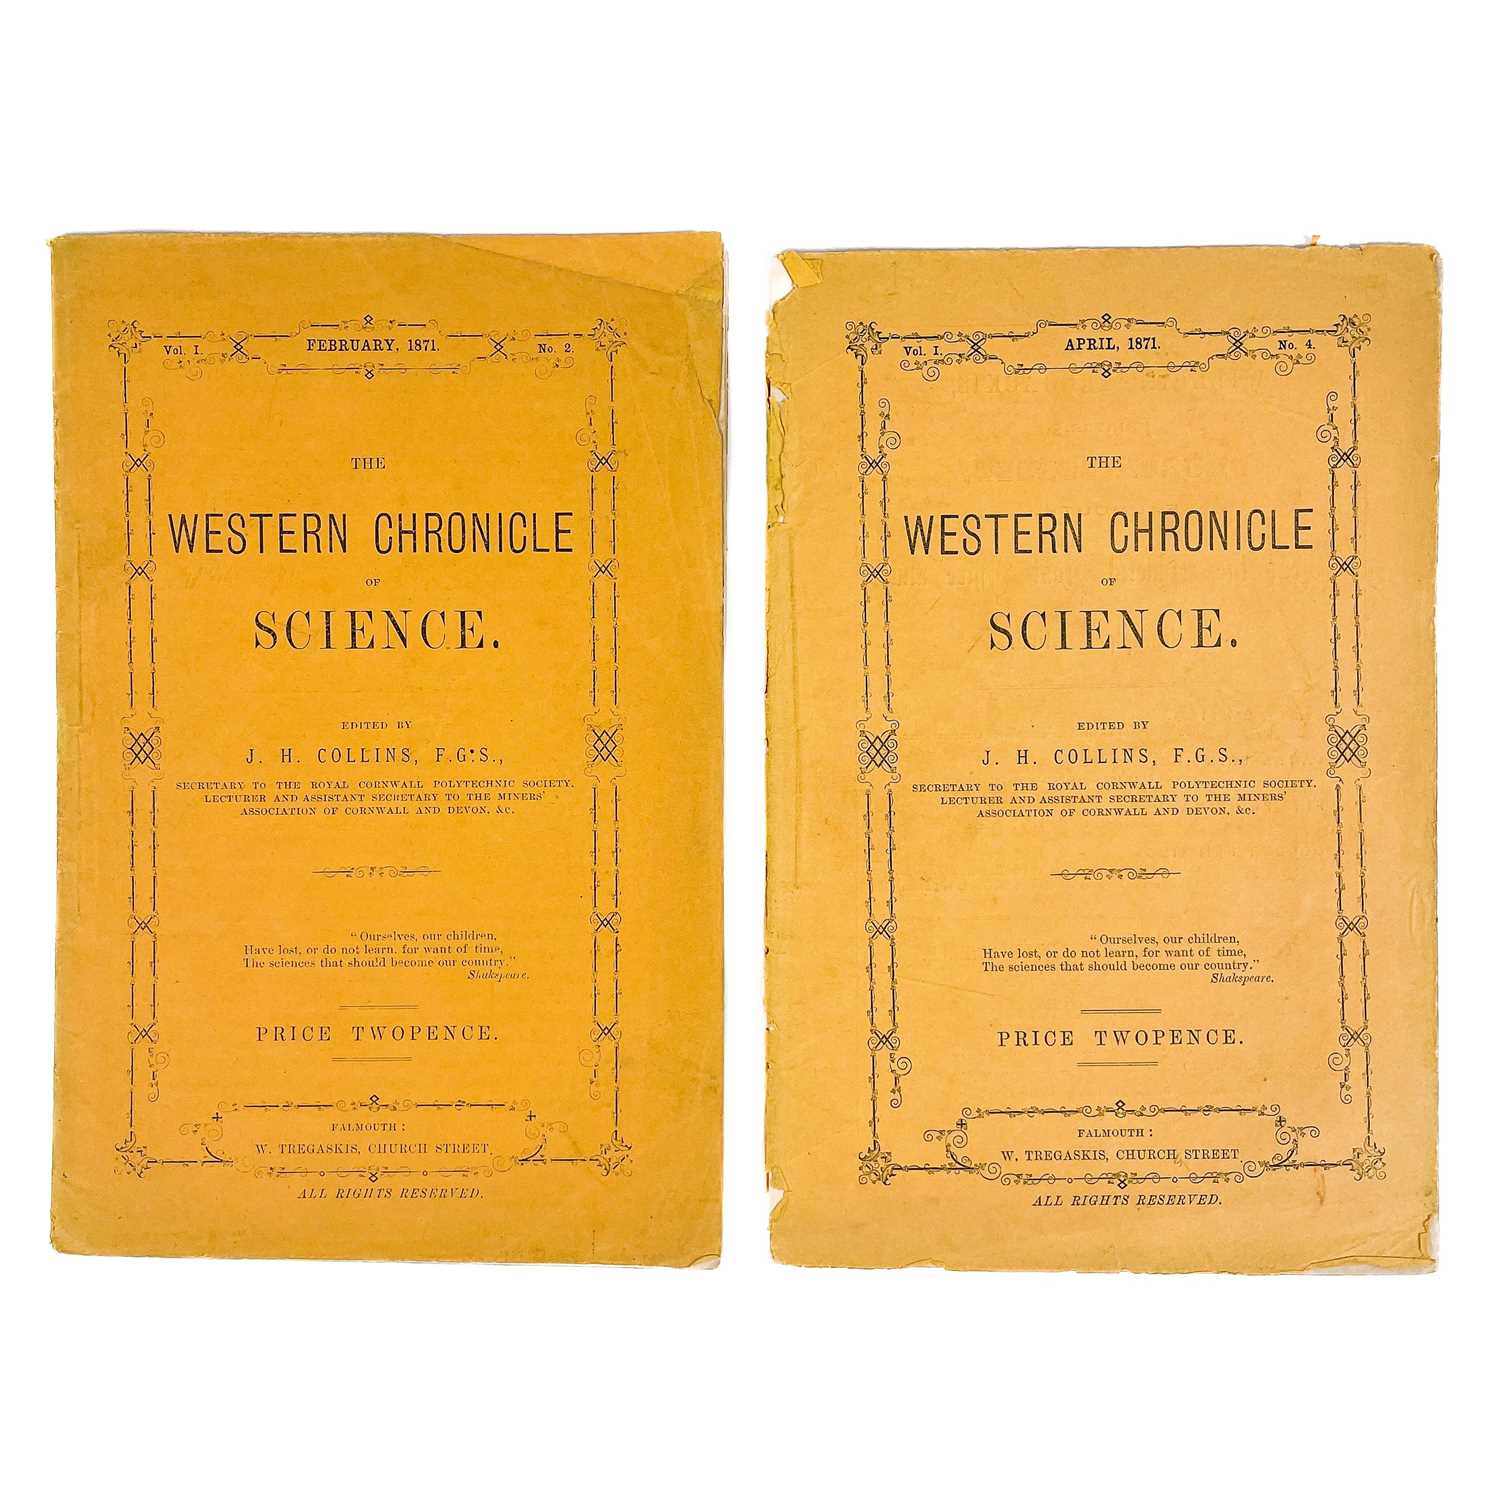 Vol. I.
FEBRUARY, 1871.
No. 2.
THE
WESTERN CHRONICLE
OF
SCIENCE.
EDITED BY
J. H. COLLINS, F.G.S.,
SECRETARY TO THE ROYAL CORNWALL POLYTECHNIC SOCIETY,
LECTURER AND ASSISTANT SECRETARY TO THE MINERS'
ASSOCIATION OF CORNWALL AND DEVON, &c.
"Ourselves, our children,
Have lost, or do not learn, for want of time,
The sciences that should become our country."
Shakspeare.
PRICE TWOPENCE.
FALMOUTH:
W. TREGASKIS, CHURCH STREET.
ALL RIGHTS RESERVED.
Vol. I.
APRIL, 1871.
No. 4.
THE
WESTERN CHRONICLE
OF
SCIENCE.
EDITED BY
J. H. COLLINS, F.G.S.,
SECRETARY TO THE ROYAL CORNWALL POLYTECHNIC SOCIETY,
LECTURER AND ASSISTANT SECRETARY TO THE MINERS'
ASSOCIATION OF CORNWALL AND DEVON, &c.
"Ourselves, our children,
Have lost, or do not learn, for want of time,
The sciences that should become our country."
Shakspeare.
PRICE TWOPENCE.
FALMOUTH:
W. TREGASKIS, CHURCH STREET
ALL RIGHTS RESERVED.